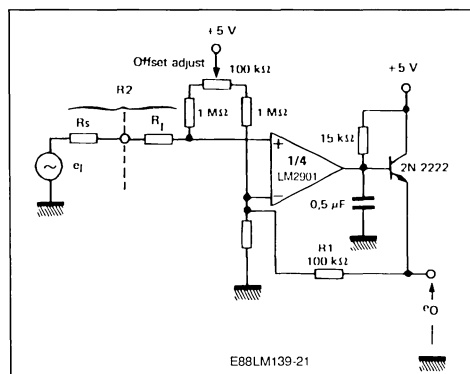 + 5 V
Offset adjust
100 kΩ
+ 5 V
R2
1 MΩ
1 MΩ
15 kΩ
Rs
RI
+
1/4
LM2901
2N 2222
eI
−
0,5 µF
R1
100 kΩ
eO
E88LM139-21